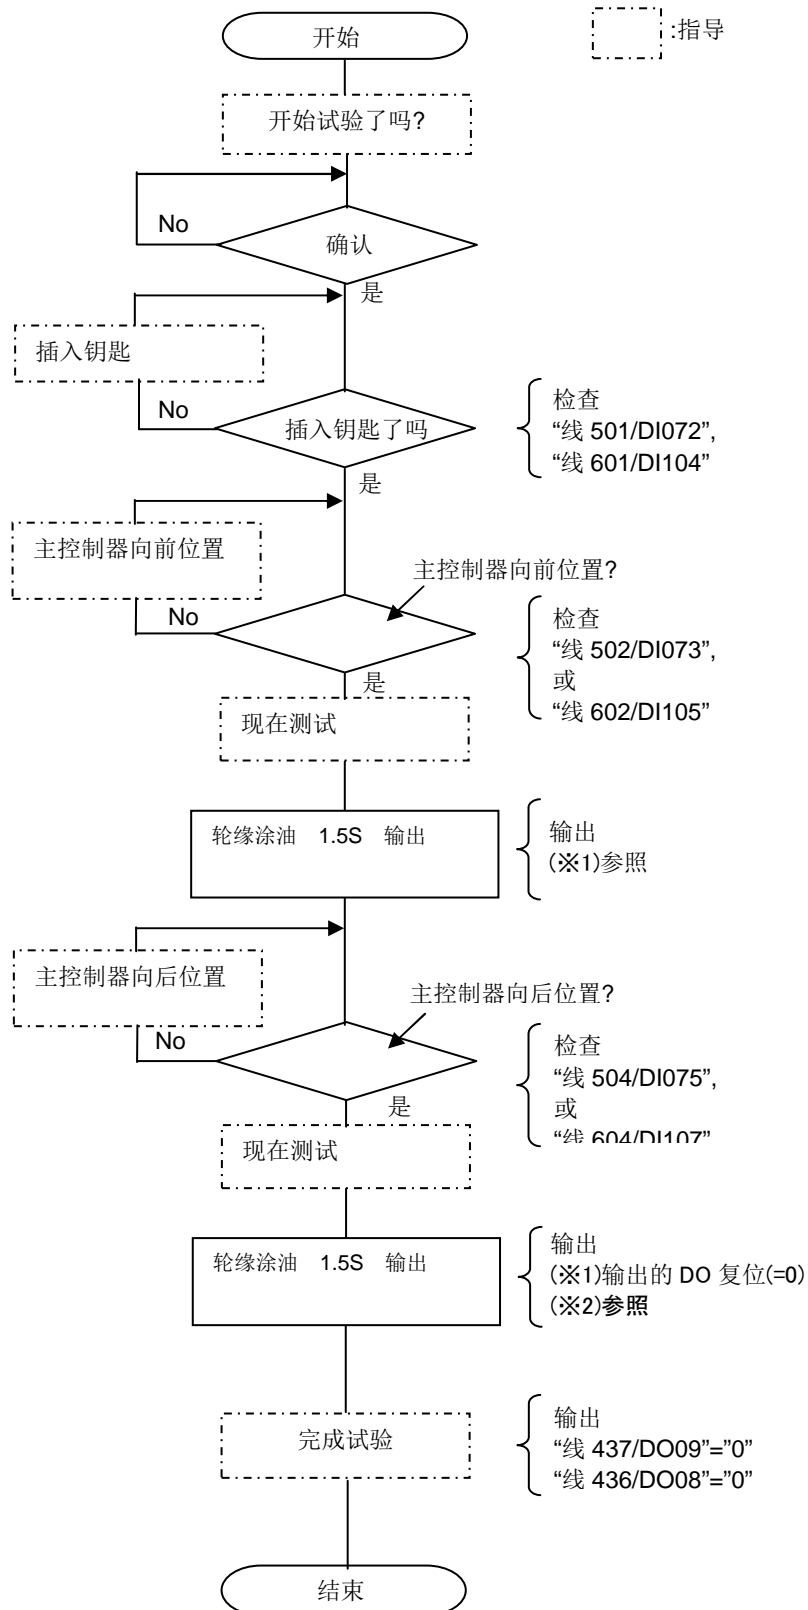 开始
:指导
开始试验了吗?
No
确认
是
插入钥匙
No
插入钥匙了吗
检查
“线 501/DI072”,
“线 601/DI104”
是
主控制器向前位置
主控制器向前位置?
No
检查
“线 502/DI073”,
或
“线 602/DI105”
是
现在测试
轮缘涂油 1.5S 输出
输出
(※1)参照
主控制器向后位置
主控制器向后位置?
No
检查
“线 504/DI075”,
或
“线 604/DI107”
是
现在测试
轮缘涂油 1.5S 输出
输出
(※1)输出的 DO 复位(=0)
(※2)参照
完成试验
输出
“线 437/DO09”=”0”
“线 436/DO08”=”0”
结束